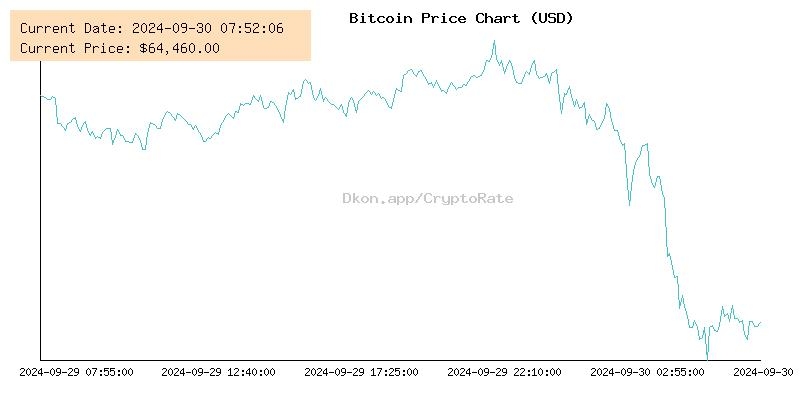 Bitcoin Price Chart (USD)
Current Date: 2024-09-30 07:52:06
Current Price: $64,460.00
Dkon.app/CryptoRate
2024-09-29 07:55:00 2024-09-29 12:40:00 2024-09-29 17:25:00 2024-09-29 22:10:00 2024-09-30 02:55:00 2024-09-30